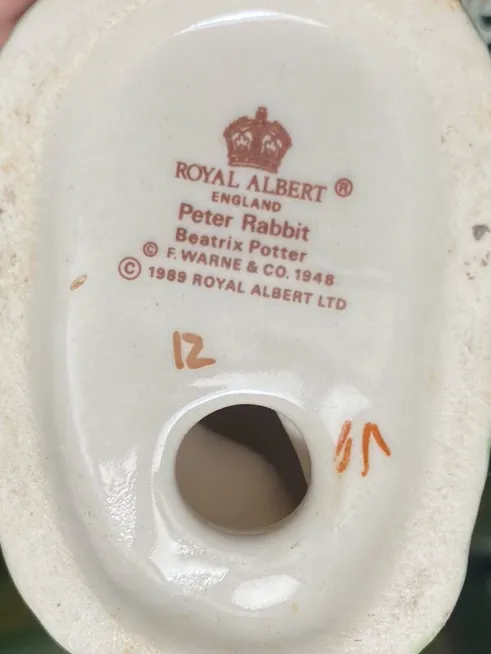 ROYAL ALBERT ®
ENGLAND
Peter Rabbit
Beatrix Potter
© F. WARNE & CO. 1948
© 1989 ROYAL ALBERT LTD
12